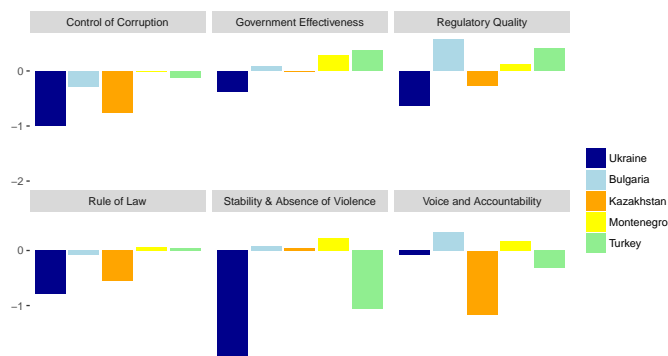 Control of Corruption
Government Effectiveness
Regulatory Quality
0
−1
−2
Rule of Law
Stability & Absence of Violence
Voice and Accountability
0
−1
Ukraine
Bulgaria
Kazakhstan
Montenegro
Turkey